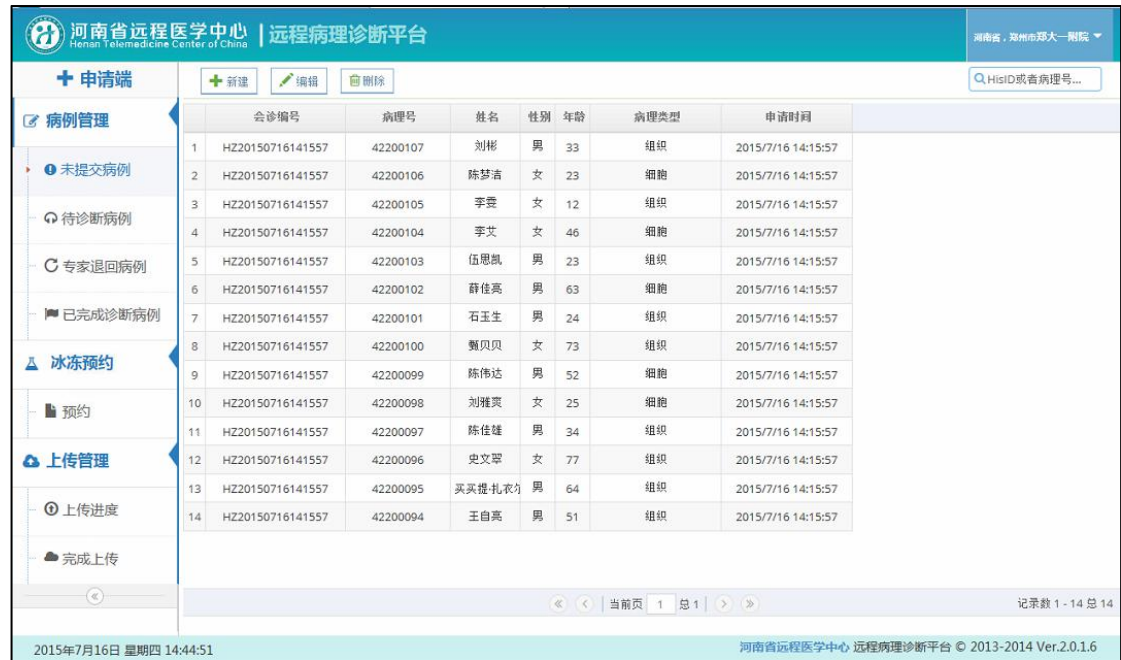 河南省远程医学中心 | 远程病理诊断平台
Henan Telemedicine Center of China
河南省，郑州市郑大一附院
申请端
新建 编辑 删除
HisID或者病理号...
病例管理
未提交病例
待诊断病例
专家退回病例
已完成诊断病例
冰冻预约
预约
上传管理
上传进度
完成上传
会诊编号 病理号 姓名 性别 年龄 病理类型 申请时间
1 HZ20150716141557 42200107 刘彬 男 33 组织 2015/7/16 14:15:57
2 HZ20150716141557 42200106 陈梦洁 女 23 细胞 2015/7/16 14:15:57
3 HZ20150716141557 42200105 李雯 女 12 组织 2015/7/16 14:15:57
4 HZ20150716141557 42200104 李艾 女 46 细胞 2015/7/16 14:15:57
5 HZ20150716141557 42200103 伍思凯 男 23 组织 2015/7/16 14:15:57
6 HZ20150716141557 42200102 薛佳亮 男 63 细胞 2015/7/16 14:15:57
7 HZ20150716141557 42200101 石玉生 男 24 组织 2015/7/16 14:15:57
8 HZ20150716141557 42200100 甄贝贝 女 73 组织 2015/7/16 14:15:57
9 HZ20150716141557 42200099 陈伟达 男 52 细胞 2015/7/16 14:15:57
10 HZ20150716141557 42200098 刘雅爽 女 25 细胞 2015/7/16 14:15:57
11 HZ20150716141557 42200097 陈佳雄 男 34 组织 2015/7/16 14:15:57
12 HZ20150716141557 42200096 史文翠 女 77 组织 2015/7/16 14:15:57
13 HZ20150716141557 42200095 买买提·扎衣 男 64 组织 2015/7/16 14:15:57
14 HZ20150716141557 42200094 王自亮 男 51 组织 2015/7/16 14:15:57
当前页 1 总 1
记录数 1 - 14 总 14
2015年7月16日 星期四 14:44:51
河南省远程医学中心 远程病理诊断平台 © 2013-2014 Ver.2.0.1.6